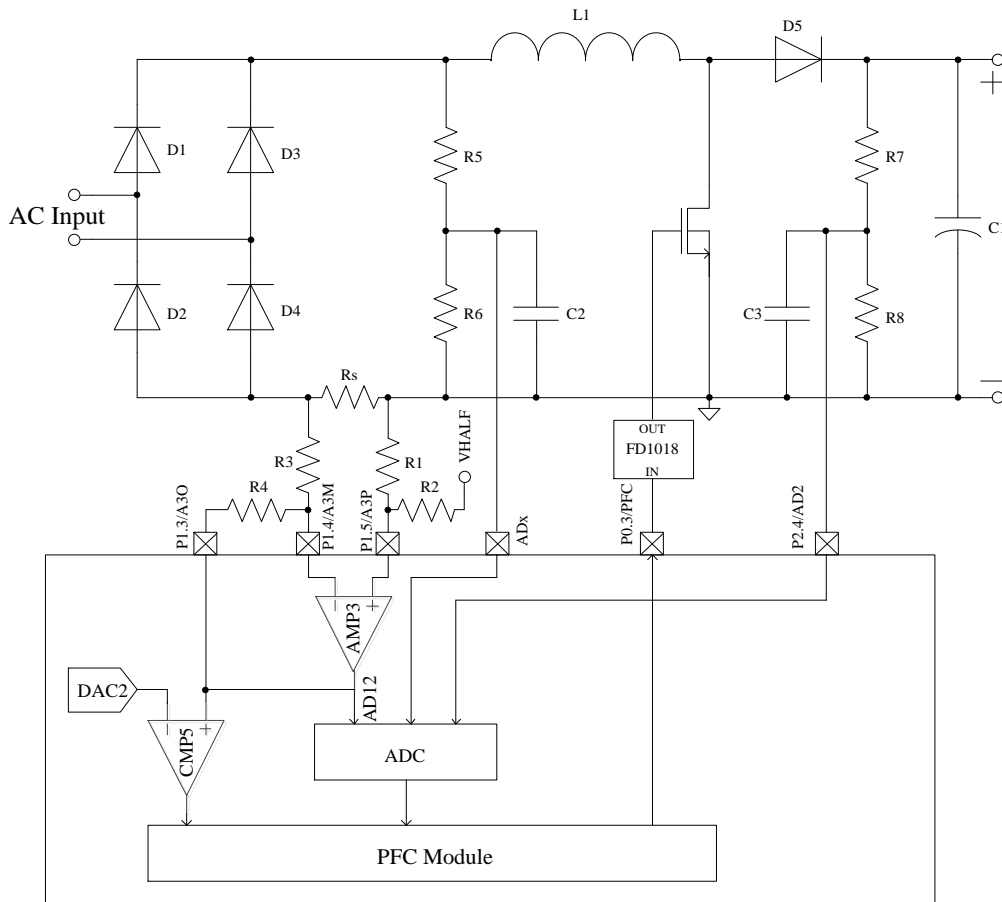 L1
D5
D1
D3
R5
R7
AC Input
C1
D2
D4
R6
C2
C3
R8
Rs
VHALF
OUT
FD1018
IN
R3
R1
R4
R2
P1.3/A3O
P1.4/A3M
P1.5/A3P
ADx
P0.3/PFC
P2.4/AD2
AMP3
DAC2
AD12
CMP5
ADC
PFC Module